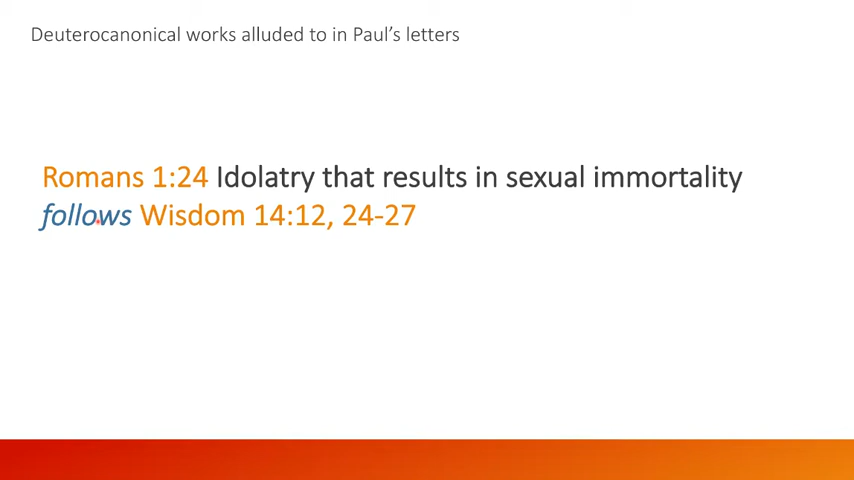 Deuterocanonical works alluded to in Paul’s letters
Romans 1:24 Idolatry that results in sexual immortality
follows Wisdom 14:12, 24-27